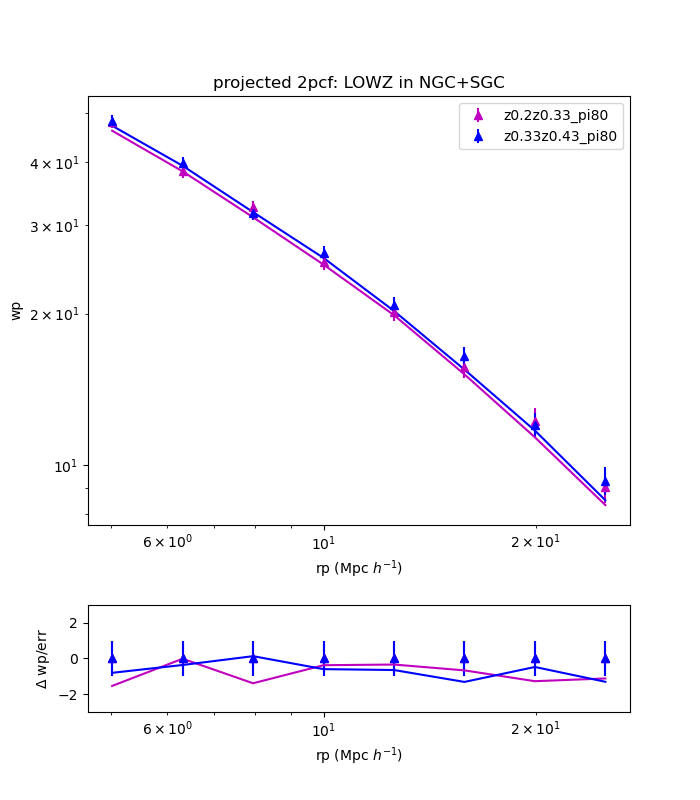 projected 2pcf: LOWZ in NGC+SGC
z0.2z0.33_pi80
z0.33z0.43_pi80
4 × 10¹
3 × 10¹
2 × 10¹
10¹
wp
6 × 10⁰ 10¹ 2 × 10¹
rp (Mpc h⁻¹)
2
0
−2
Δ wp/err
6 × 10⁰ 10¹ 2 × 10¹
rp (Mpc h⁻¹)